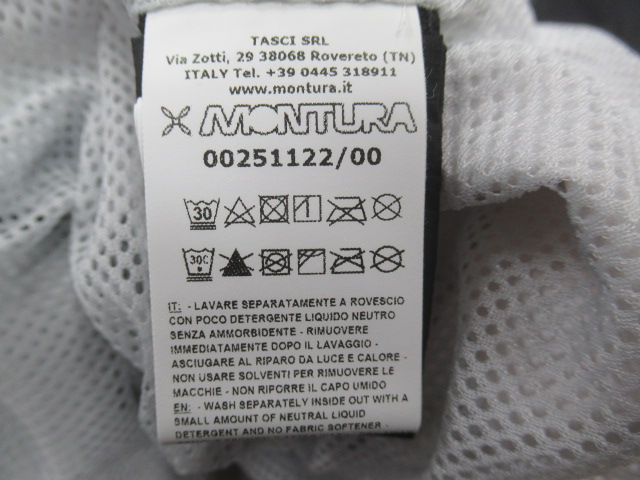 TASCI SRL
Via Zotti, 29 38068 Rovereto (TN)
ITALY Tel. +39 0445 318911
www.montura.it
MONTURA
00251122/00
30
30C
IT: - LAVARE SEPARATAMENTE A ROVESCIO
CON POCO DETERGENTE LIQUIDO NEUTRO
SENZA AMMORBIDENTE - RIMUOVERE
IMMEDIATAMENTE DOPO IL LAVAGGIO -
ASCIUGARE AL RIPARO DA LUCE E CALORE -
NON USARE SOLVENTI PER RIMUOVERE LE
MACCHIE - NON RIPORRE IL CAPO UMIDO
EN: - WASH SEPARATELY INSIDE OUT WITH A
SMALL AMOUNT OF NEUTRAL LIQUID
DETERGENT AND NO FABRIC SOFTENER -